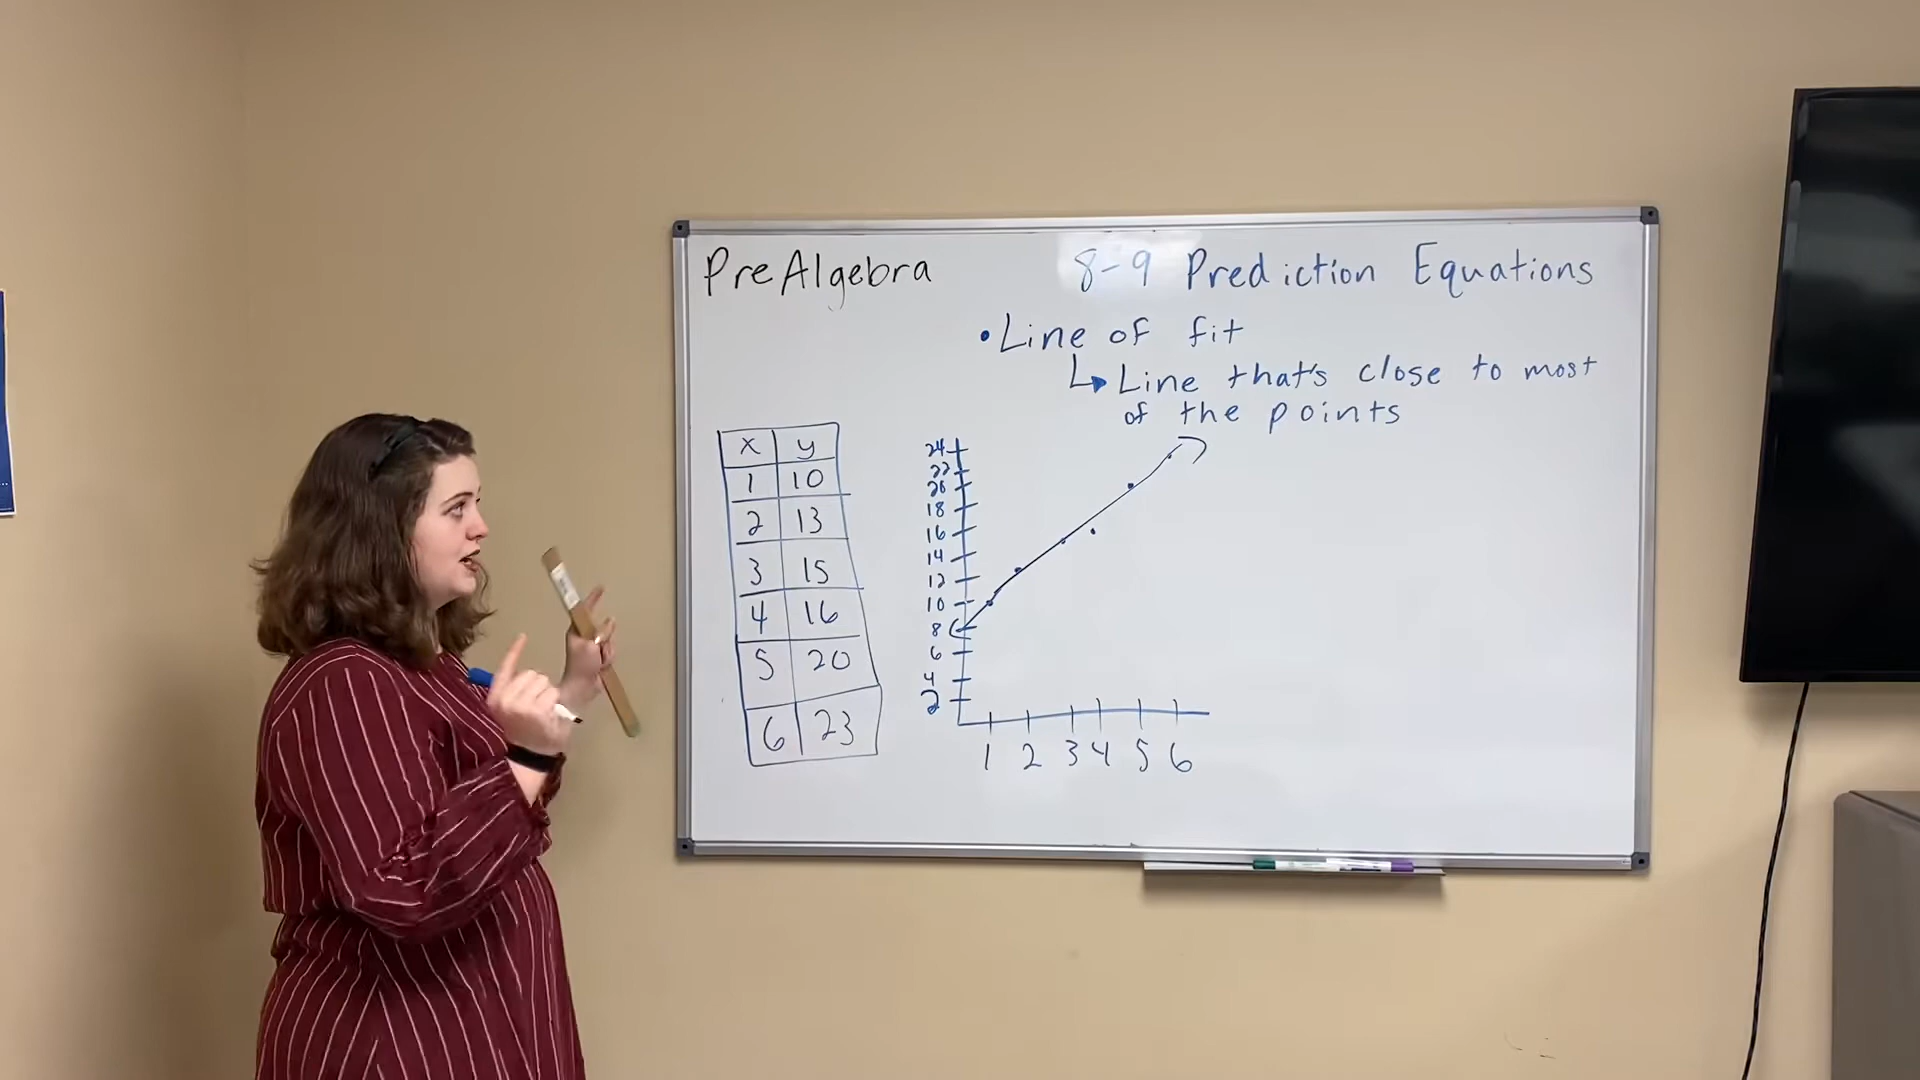 PreAlgebra
8-9 Prediction Equations
• Line of fit
Line that's close to most
of the points
x y
1 10
2 13
3 15
4 16
5 20
6 23
24
22
20
18
16
14
12
10
8
6
4
2
1 2 3 4 5 6